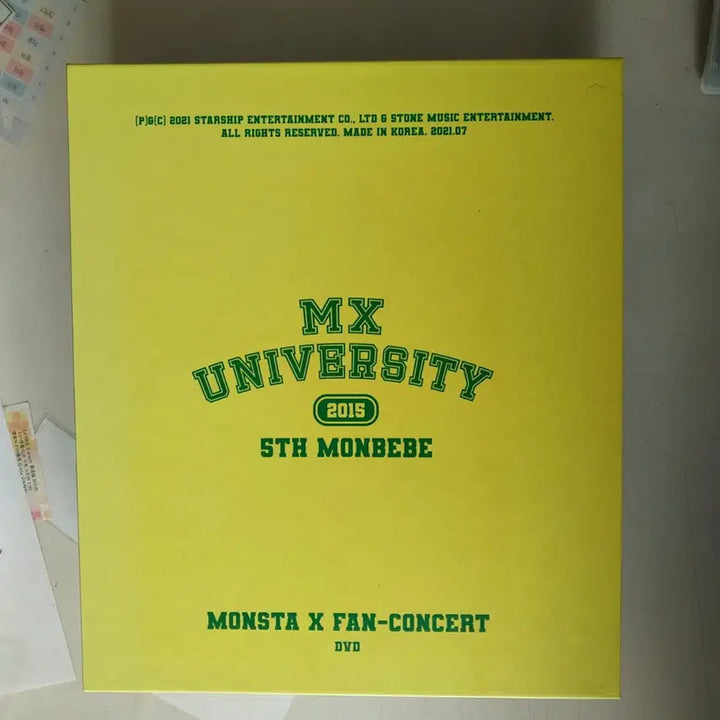 (P)&(C) 2021 STARSHIP ENTERTAINMENT CO., LTD & STONE MUSIC ENTERTAINMENT.
ALL RIGHTS RESERVED. MADE IN KOREA. 2021.07
MX
UNIVERSITY
2015
5TH MONBEBE
MONSTA X FAN-CONCERT
DVD